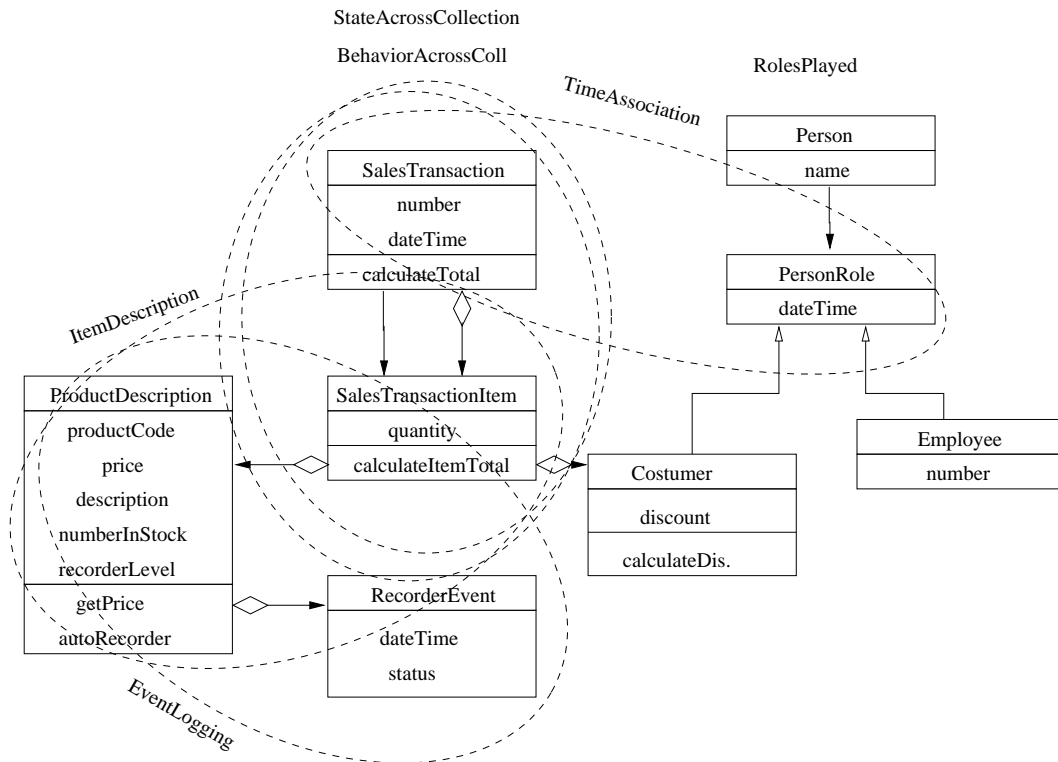 StateAcrossCollection
BehaviorAcrossColl
RolesPlayed
TimeAssociation
Person
name
SalesTransaction
number
dateTime
calculateTotal
PersonRole
dateTime
ItemDescription
ProductDescription
productCode
price
description
numberInStock
recorderLevel
getPrice
autoRecorder
SalesTransactionItem
quantity
calculateItemTotal
Costumer
discount
calculateDis.
Employee
number
RecorderEvent
dateTime
status
EventLogging